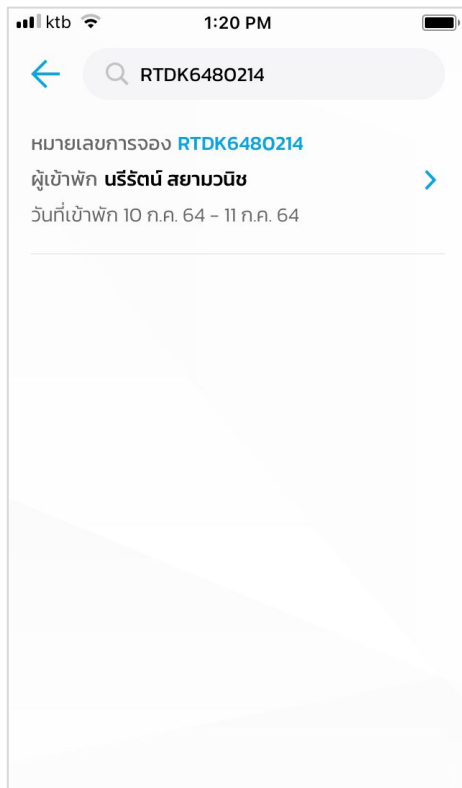 ktb 1:20 PM
RTDK6480214
หมายเลขการจอง RTDK6480214
ผู้เข้าพัก นรีรัตน์ สยามวนิช
วันที่เข้าพัก 10 ก.ค. 64 - 11 ก.ค. 64